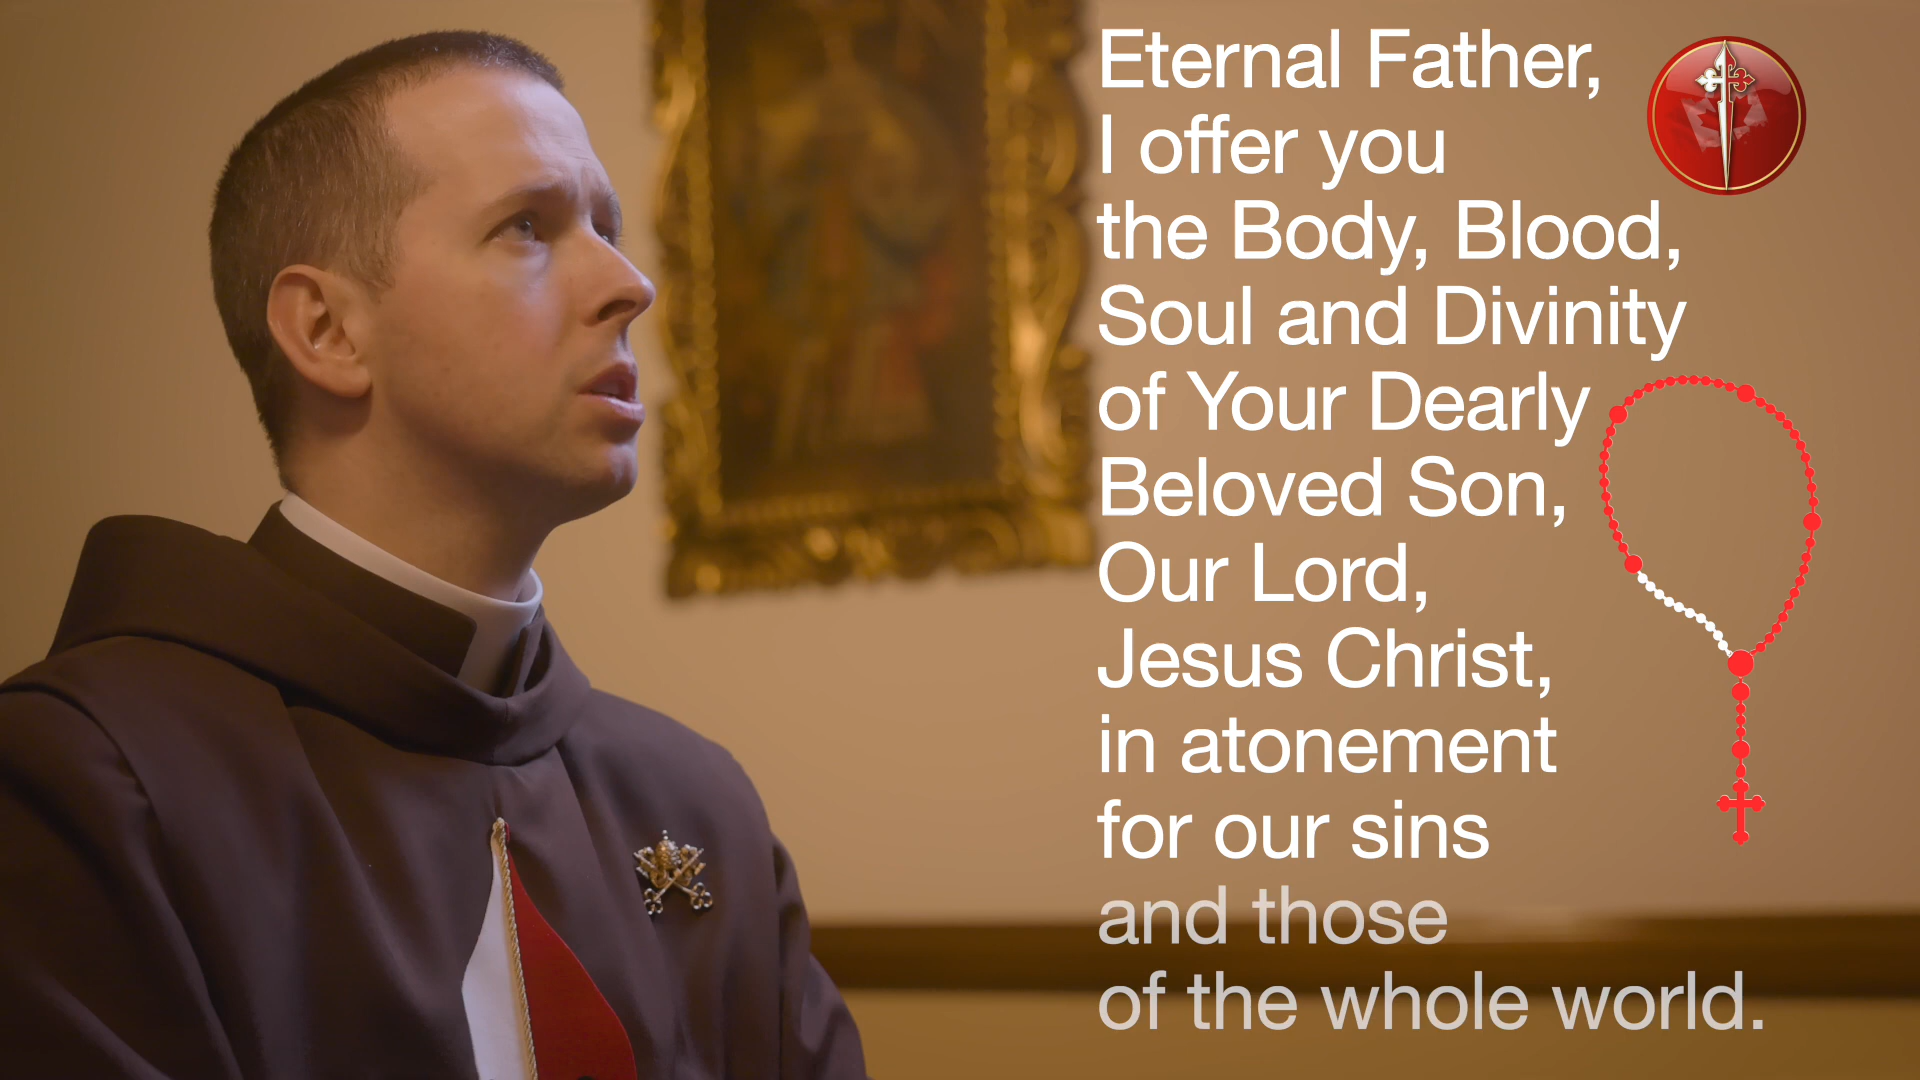 Eternal Father,
I offer you
the Body, Blood,
Soul and Divinity
of Your Dearly
Beloved Son,
Our Lord,
Jesus Christ,
in atonement
for our sins
and those
of the whole world.